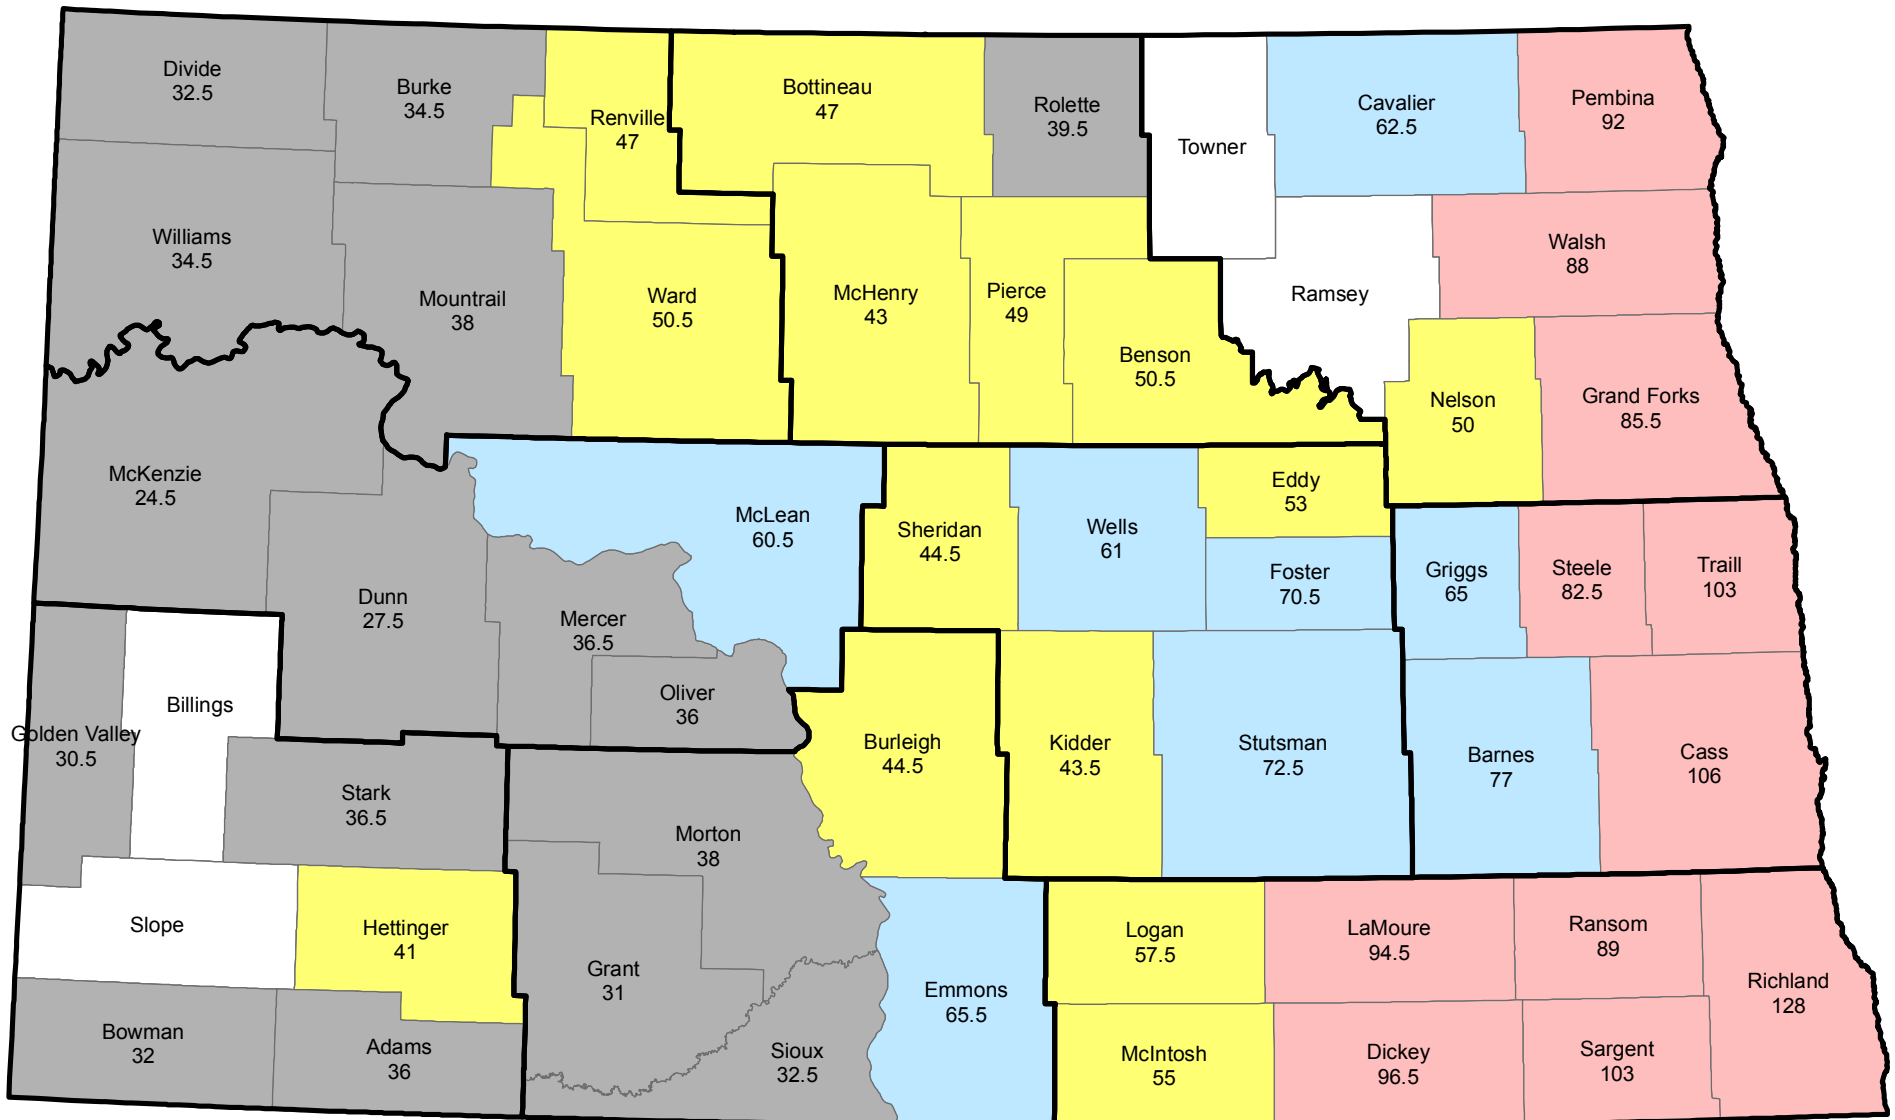 Divide
32.5
Burke
34.5
Renville
47
Bottineau
47
Rolette
39.5
Towner
Cavalier
62.5
Pembina
92
Williams
34.5
Mountrail
38
Ward
50.5
McHenry
43
Pierce
49
Benson
50.5
Ramsey
Walsh
88
Nelson
50
Grand Forks
85.5
McKenzie
24.5
Dunn
27.5
Mercer
36.5
Oliver
36
McLean
60.5
Sheridan
44.5
Wells
61
Eddy
53
Foster
70.5
Griggs
65
Steele
82.5
Traill
103
Golden Valley
30.5
Billings
Stark
36.5
Morton
38
Burleigh
44.5
Kidder
43.5
Stutsman
72.5
Barnes
77
Cass
106
Slope
Hettinger
41
Grant
31
Emmons
65.5
Logan
57.5
LaMoure
94.5
Ransom
89
Richland
128
Bowman
32
Adams
36
Sioux
32.5
McIntosh
55
Dickey
96.5
Sargent
103